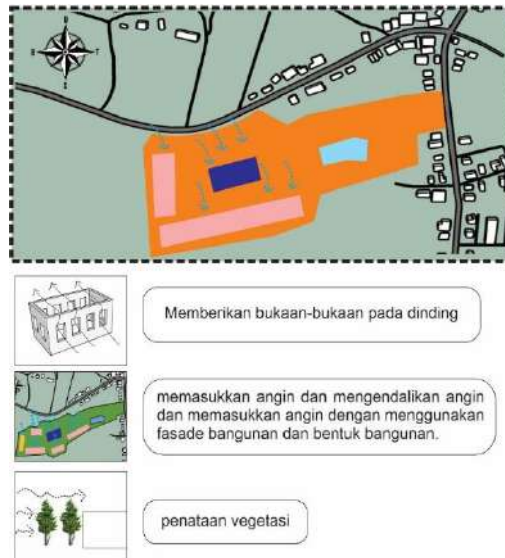 Memberikan bukaan-bukaan pada dinding
memasukkan angin dan mengendalikan angin
dan memasukkan angin dengan menggunakan
fasade bangunan dan bentuk bangunan.
penataan vegetasi